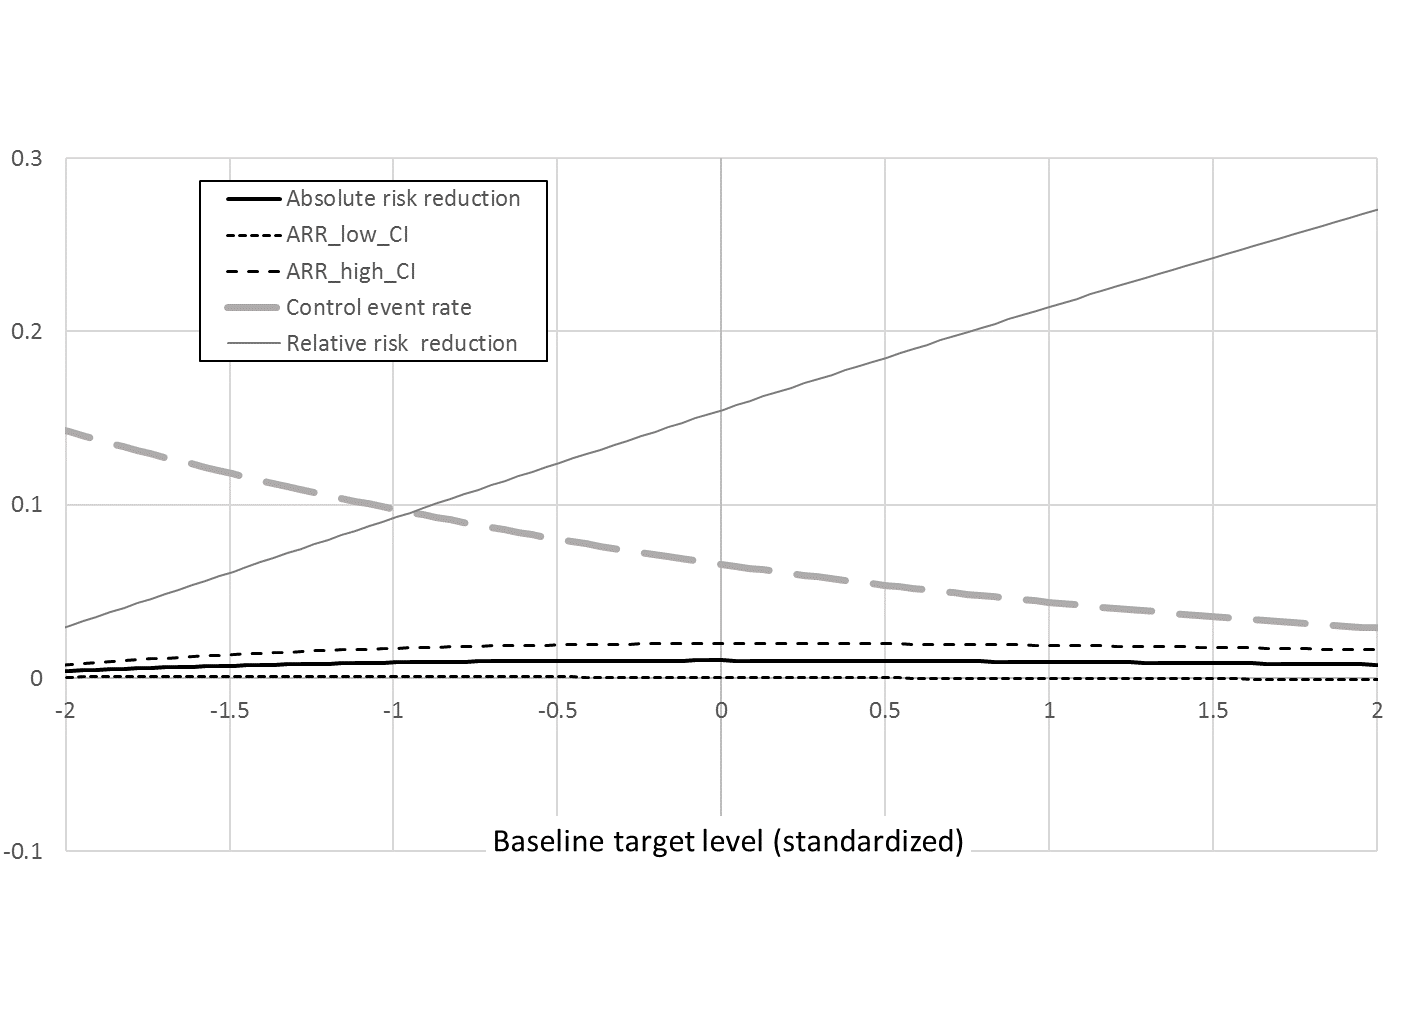 0.3
Absolute risk reduction
ARR_low_CI
ARR_high_CI
Control event rate
Relative risk  reduction
0.2
0.1
0
-2 -1.5 -1 -0.5 0 0.5 1 1.5 2
Baseline target level (standardized)
-0.1